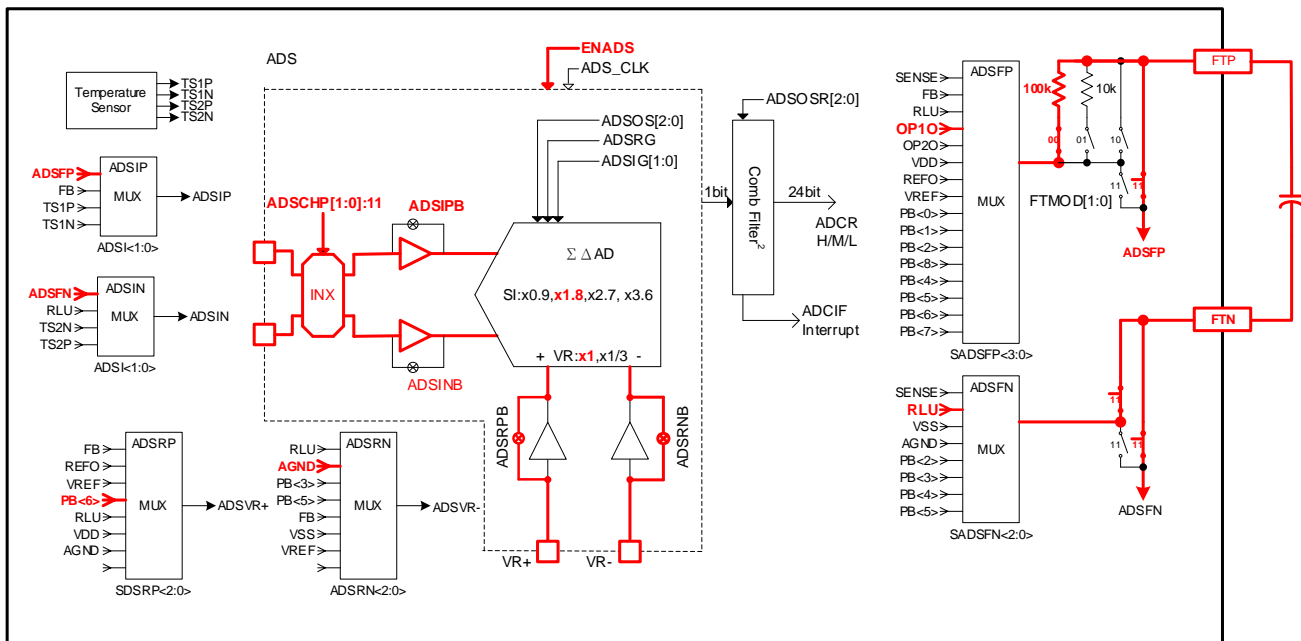 ADS
ENADS
ADS_CLK
Temperature
Sensor
TS1P
TS1N
TS2P
TS2N
ADSFP
FB
TS1P
TS1N
ADSIP
MUX
ADSIP
ADSI<1:0>
ADSFN
RLU
TS2N
TS2P
ADSIN
MUX
ADSIN
ADSI<1:0>
FB
REFO
VREF
PB<6>
RLU
VDD
AGND
ADSRP
MUX
ADSVR+
SDSRP<2:0>
RLU
AGND
PB<3>
PB<5>
FB
VSS
VREF
ADSRN
MUX
ADSVR-
ADSRN<2:0>
ADSCHP[1:0]:11
INX
ADSIPB
ADSINB
ADSOS[2:0]
ADSRG
ADSIG[1:0]
Σ Δ AD
SI:x0.9,x1.8,x2.7, x3.6
+ VR:x1,x1/3 -
ADSRPB
ADSRNB
VR+
VR-
ADSOSR[2:0]
1bit
Comb Filter2
24bit
ADCR
H/M/L
ADCIF
Interrupt
SENSE
FB
RLU
OP1O
OP2O
VDD
REFO
VREF
PB<0>
PB<1>
PB<2>
PB<8>
PB<4>
PB<5>
PB<6>
PB<7>
ADSFP
MUX
SADSFP<3:0>
100k
10k
00
01
10
11
11
FTMOD[1:0]
ADSFP
FTP
SENSE
RLU
VSS
AGND
PB<2>
PB<3>
PB<4>
PB<5>
ADSFN
MUX
SADSFN<2:0>
11
11
11
ADSFN
FTN